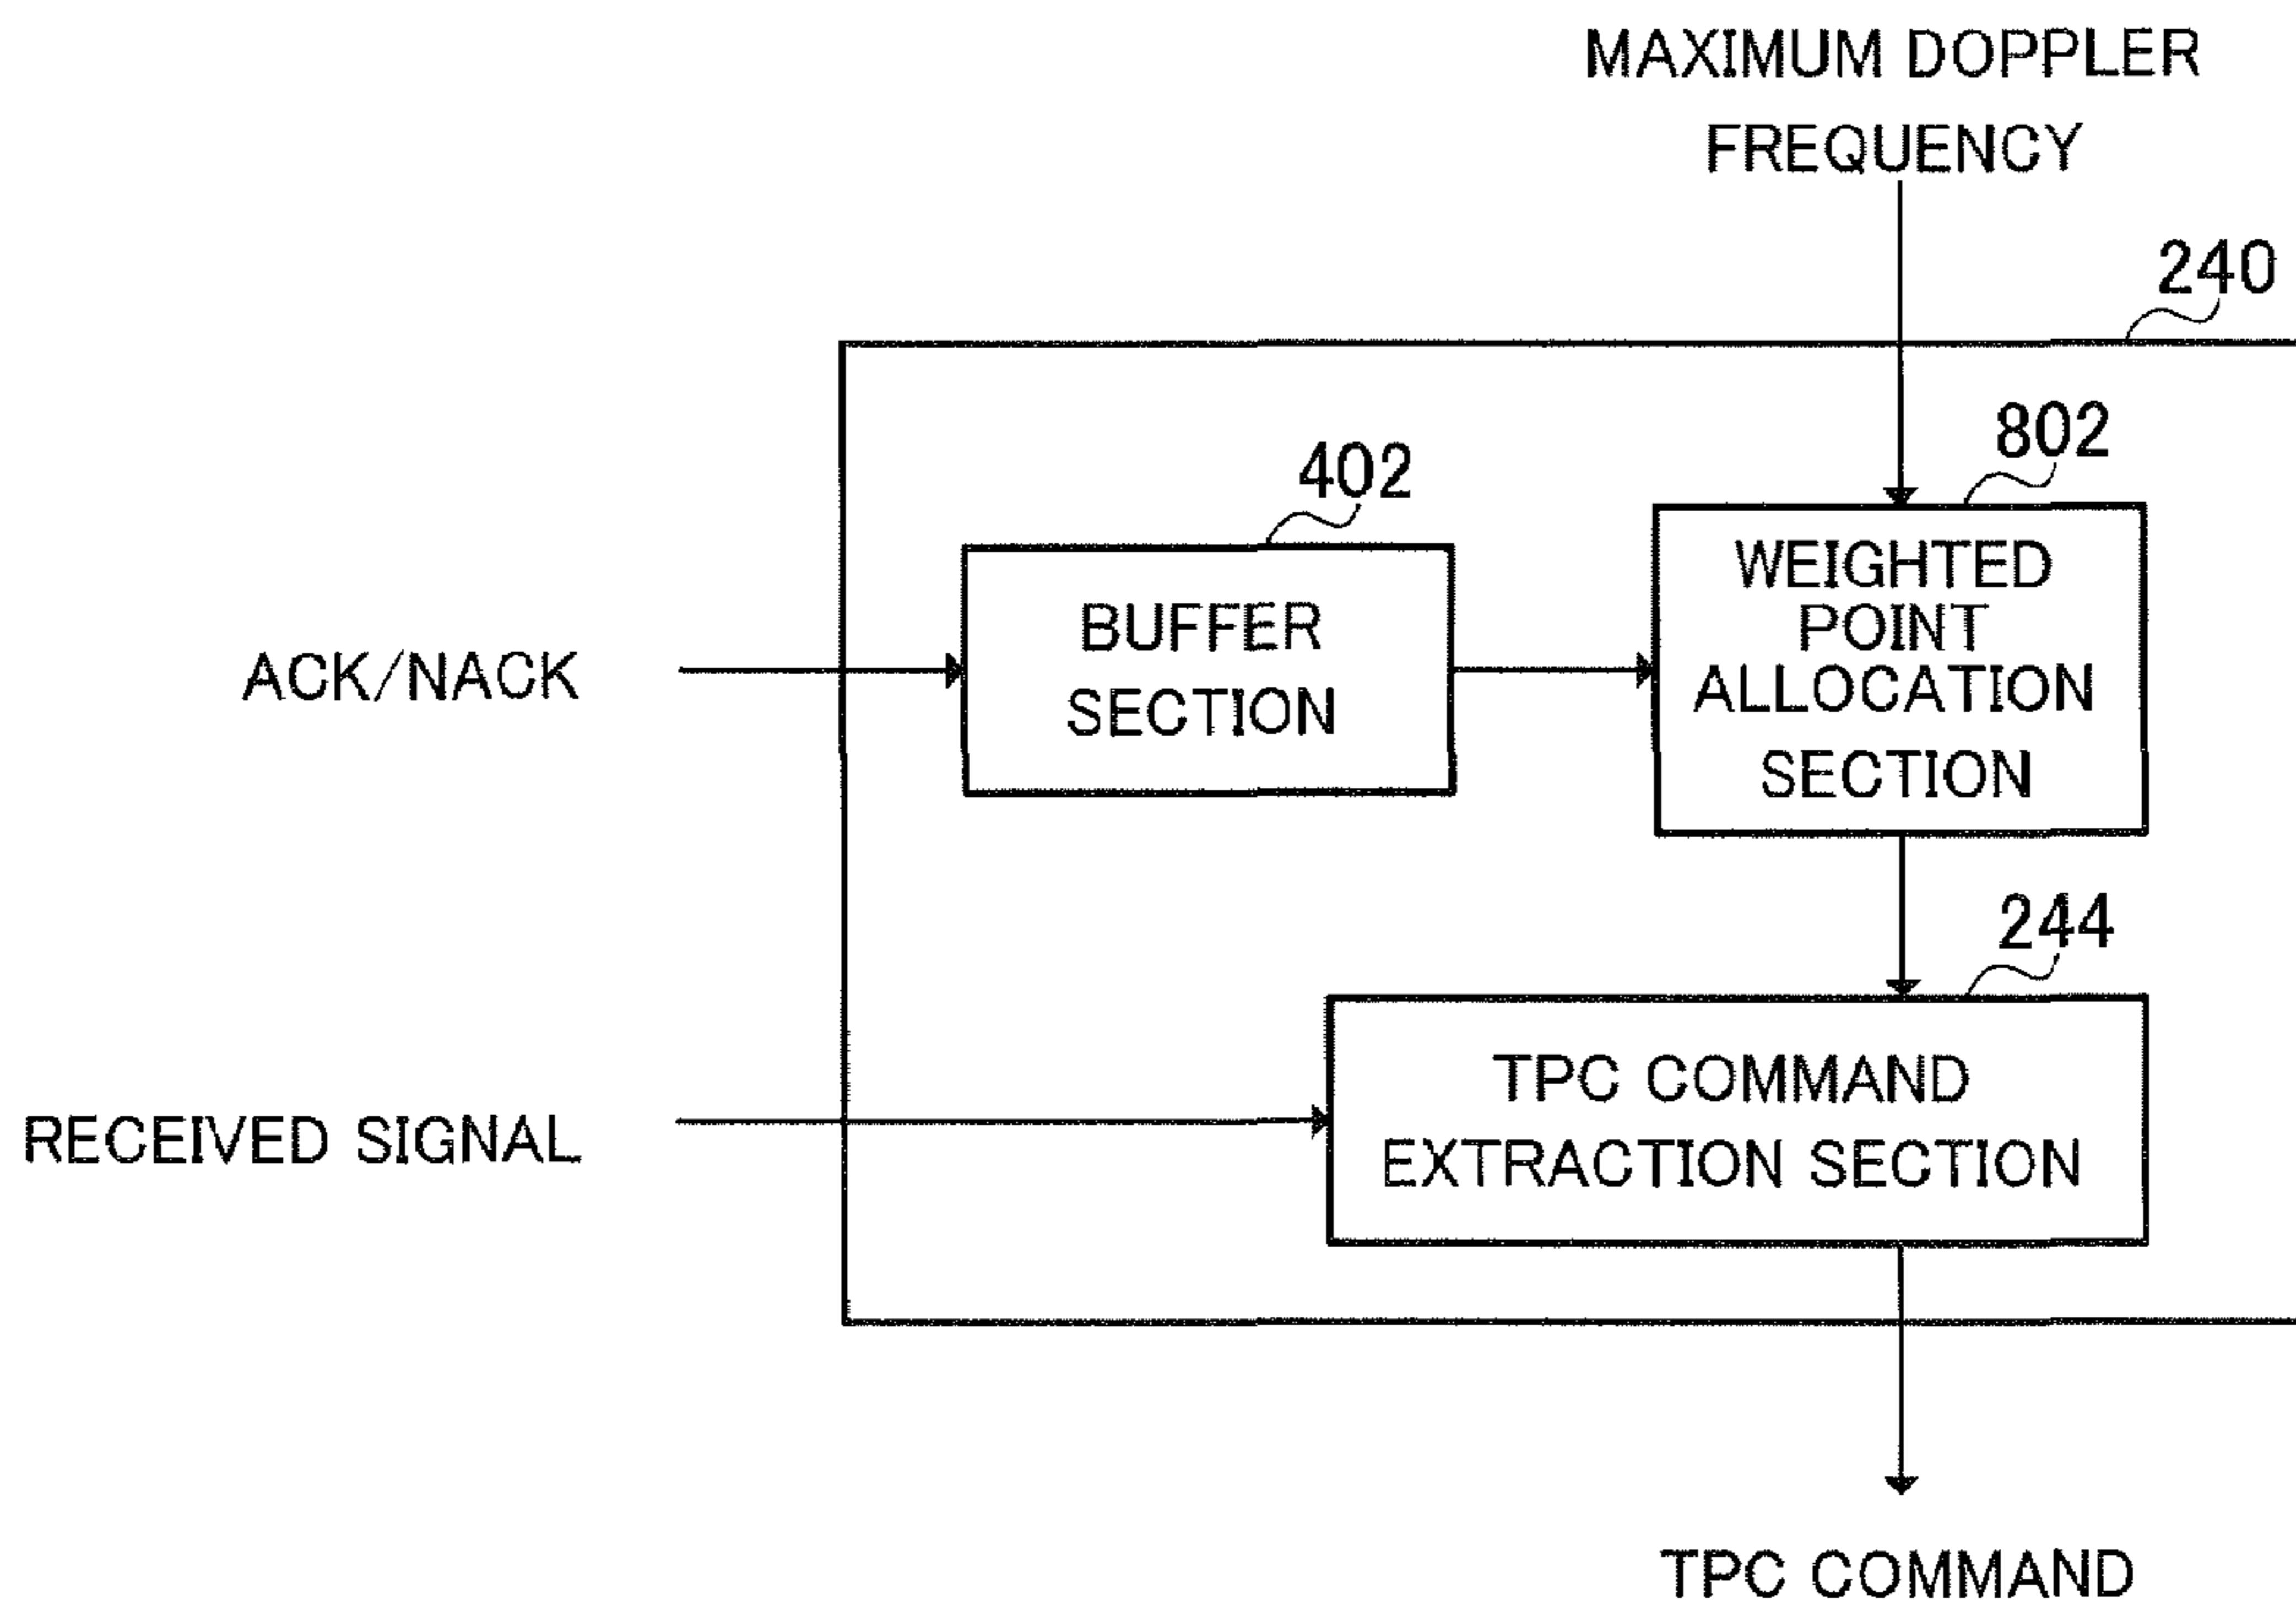 MAXIMUM DOPPLER
FREQUENCY
240
802
402
WEIGHTED
POINT
ALLOCATION
SECTION
BUFFER
SECTION
ACK/NACK
244
TPC COMMAND
EXTRACTION SECTION
RECEIVED SIGNAL
TPC COMMAND